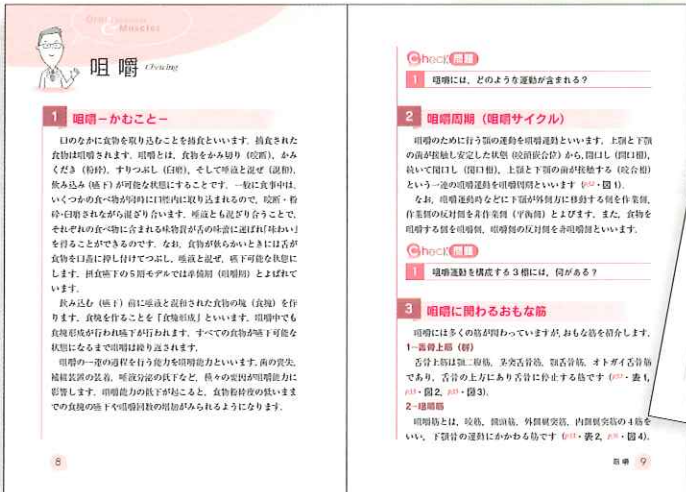 Oral
Muscles
咀嚼 Chewing
1 咀嚼－かむこと－
口のなかに食物を取り込むことを捕食といいます．捕食された
食物は咀嚼されます．咀嚼とは，食物をかみ切り（咬断），かみ
くだき（粉砕），すりつぶし（臼磨），そして唾液と混ぜ（混和），
飲み込み（嚥下）が可能な状態にすることです．一般に食事中は，
いくつかの食べ物が同時に口腔内に取り込まれるので，咬断・粉
砕・臼磨されながら混ざり合います．唾液とも混ざり合うことで，
それぞれの食べ物に含まれる味物質が舌の味蕾に運ばれ「味わい」
を得ることができるのです．なお，食物が軟らかいときには舌が
食物を口蓋に押し付けてつぶし，唾液と混ぜ，嚥下可能な状態に
します．摂食嚥下の5期モデルでは準備期（咀嚼期）とよばれて
います．
飲み込む（嚥下）前に唾液と混和された食物の塊（食塊）を作
ります．食塊を作ることを『食塊形成』といいます．咀嚼中でも
食塊形成が行われ嚥下が行われます．すべての食物が嚥下可能な
状態になるまで咀嚼は繰り返されます．
咀嚼の一連の過程を行う能力を咀嚼能力といいます．歯の喪失，
補綴装置の装着，唾液分泌の低下など，種々の要因が咀嚼能力に
影響します．咀嚼能力の低下が起こると，食物粉砕度の低いまま
での食塊の嚥下や咀嚼回数の増加がみられるようになります．
8
Check 問題
1 咀嚼には，どのような運動が含まれる？
2 咀嚼周期（咀嚼サイクル）
咀嚼のために行う顎の運動を咀嚼運動といいます．上顎と下顎
の歯が接触し安定した状態（咬頭嵌合位）から，開口し（開口相），
続いて閉口し（閉口相），上顎と下顎の歯が接触する（咬合相）
という一連の咀嚼運動を咀嚼周期といいます（p52・図1）．
なお，咀嚼運動時などに下顎が外側方に移動する側を作業側，
作業側の反対側を非作業側（平衡側）とよびます．また，食物を
咀嚼する側を咀嚼側，咀嚼側の反対側を非咀嚼側といいます．
Check 問題
1 咀嚼運動を構成する3相には，何がある？
3 咀嚼に関わるおもな筋
咀嚼には多くの筋が関わっていますが，おもな筋を紹介します．
1－舌骨上筋（群）
舌骨上筋は顎二腹筋，茎突舌骨筋，顎舌骨筋，オトガイ舌骨筋
であり，舌骨の上方にあり舌骨に停止する筋です（・表1，
・図2，・図3）．
2－咀嚼筋
咀嚼筋とは，咬筋，側頭筋，外側翼突筋，内側翼突筋の4筋を
いい，下顎骨の運動にかかわる筋です（・表2，・図4）．
咀嚼 9